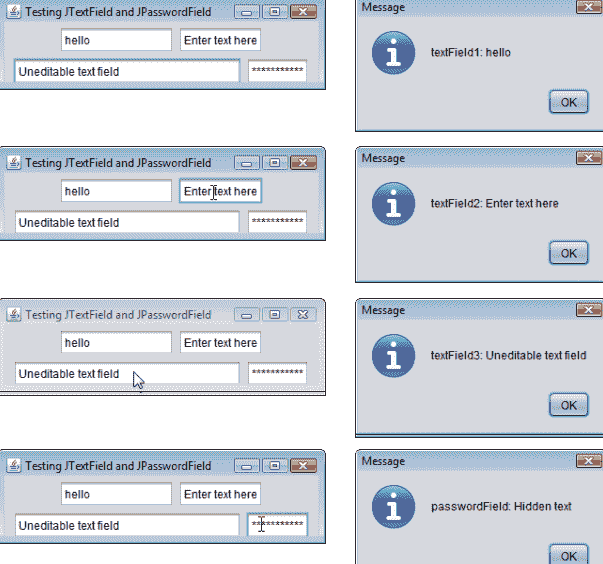 Testing JTextField and JPasswordField
hello Enter text here
Uneditable text field ***********
Message
textField1: hello
OK
Testing JTextField and JPasswordField
hello Enter text here
Uneditable text field ***********
Message
textField2: Enter text here
OK
Testing JTextField and JPasswordField
hello Enter text here
Uneditable text field ***********
Message
textField3: Uneditable text field
OK
Testing JTextField and JPasswordField
hello Enter text here
Uneditable text field ***********
Message
passwordField: Hidden text
OK